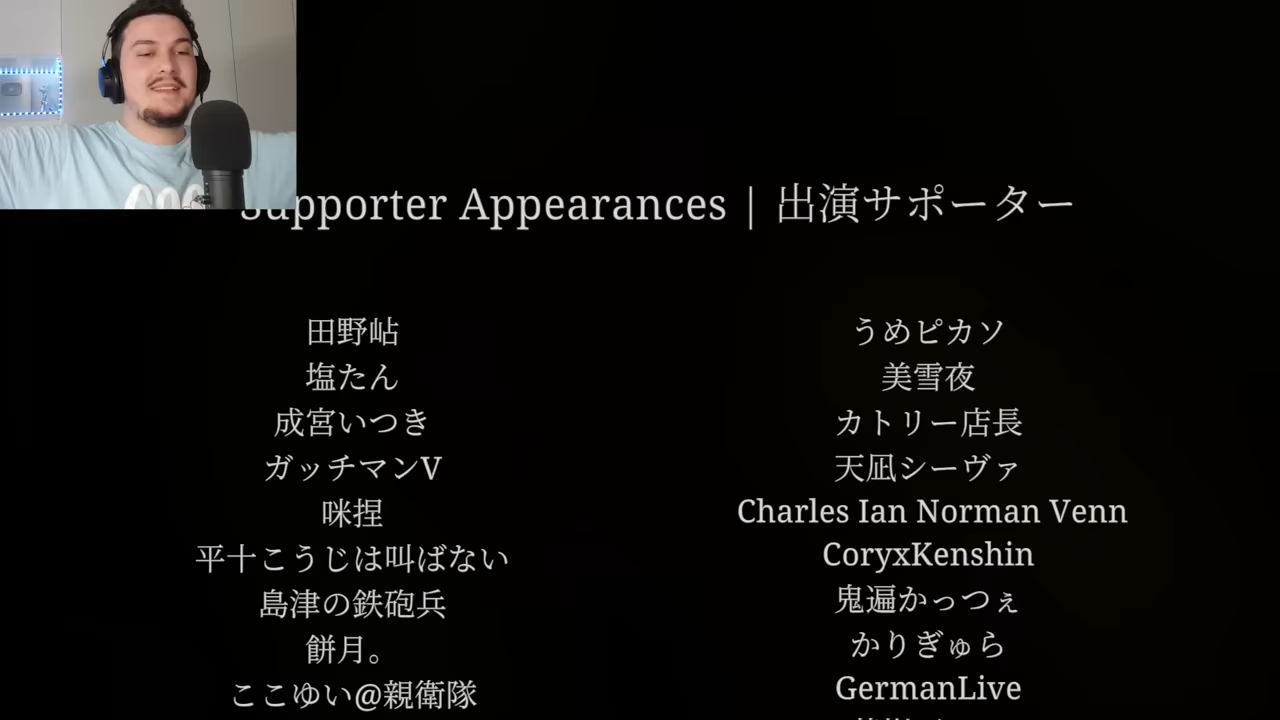 Supporter Appearances | 出演サポーター
田野岾
塩たん
成宮いつき
ガッチマンV
咪捏
平十こうじは叫ばない
島津の鉄砲兵
餅月。
ここゆい@親衛隊
うめピカソ
美雪夜
カトリー店長
天凪シーヴァ
Charles Ian Norman Venn
CoryxKenshin
鬼遍かっつぇ
かりぎゅら
GermanLive